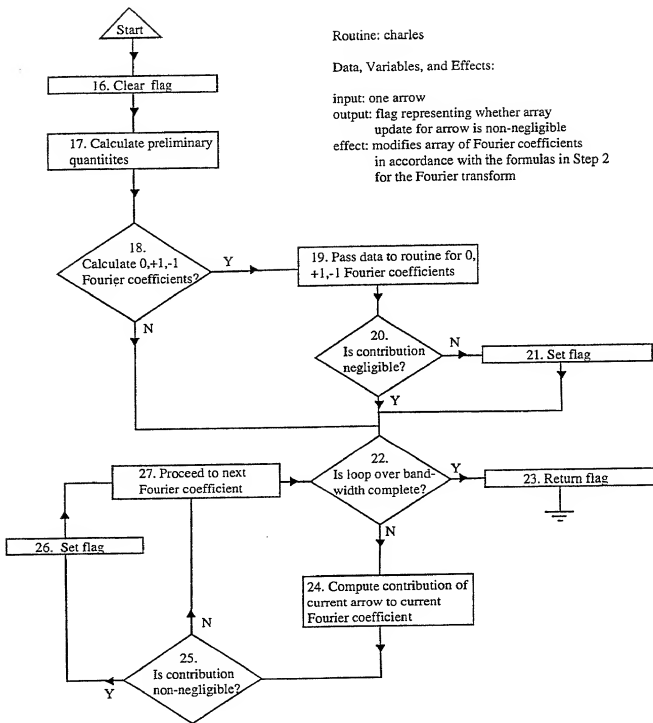 Start
Routine: charles
Data, Variables, and Effects:
input: one arrow
output: flag representing whether array
update for arrow is non-negligible
effect: modifies array of Fourier coefficients
in accordance with the formulas in Step 2
for the Fourier transform
16. Clear flag
17. Calculate preliminary
quantitites
18.
Calculate 0,+1,-1
Fourier coefficients?
Y
N
19. Pass data to routine for 0,
+1,-1 Fourier coefficients
20.
Is contribution
negligible?
N
Y
21. Set flag
22.
Is loop over band-
width complete?
Y
N
23. Return flag
24. Compute contribution of
current arrow to current
Fourier coefficient
25.
Is contribution
non-negligible?
N
Y
26. Set flag
27. Proceed to next
Fourier coefficient